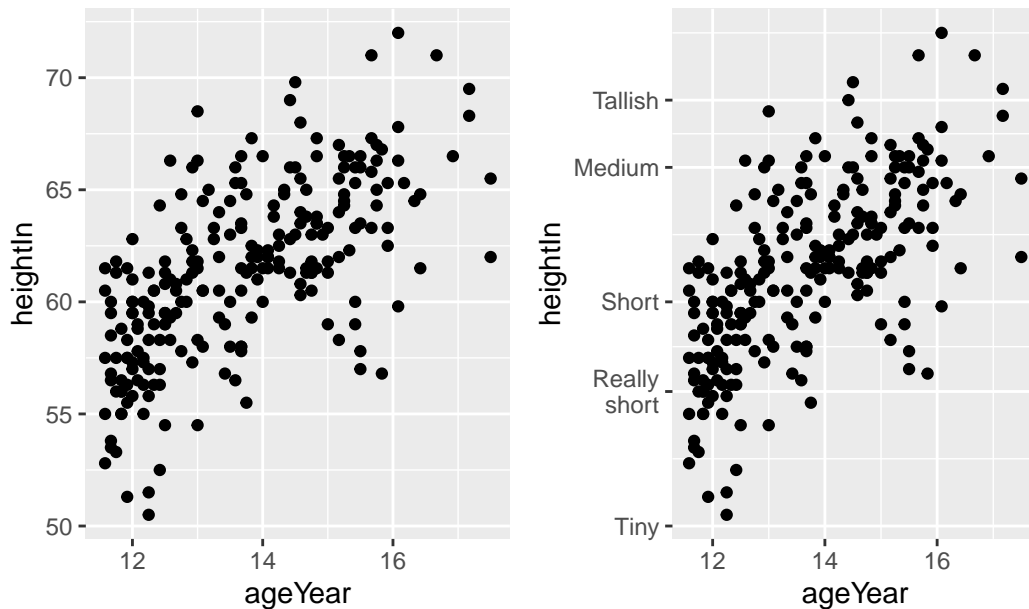 70
65
60
55
50
heightIn
12
14
16
ageYear
Tallish
Medium
Short
Really
short
Tiny
heightIn
12
14
16
ageYear